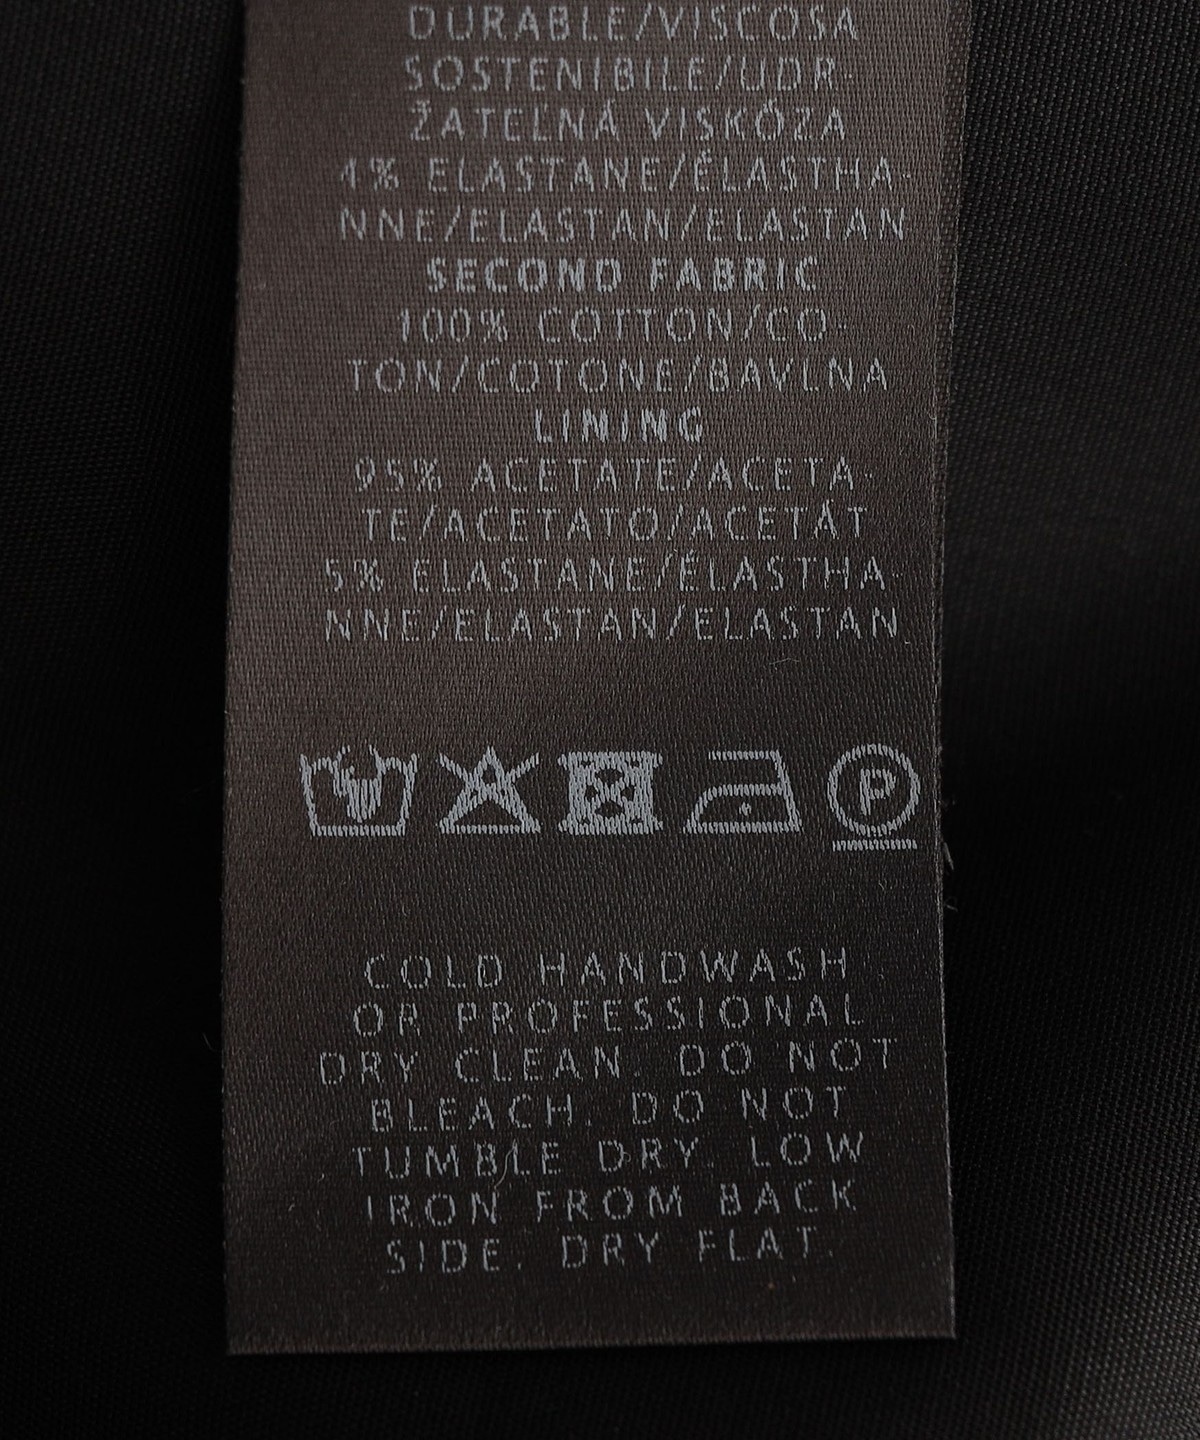 DURABLE/VISCOSA
SOSTENIBILE/UDR-
ŽATEĽNÁ VISKÓZA
4% ELASTANE/ÉLASTHA-
NNE/ELASTAN/ELASTAN
SECOND FABRIC
100% COTTON/CO-
TON/COTONE/BAVLNA
LINING
95% ACETATE/ACETA-
TE/ACETATO/ACETÁT
5% ELASTANE/ÉLASTHA-
NNE/ELASTAN/ELASTAN
P
COLD HANDWASH
OR PROFESSIONAL
DRY CLEAN. DO NOT
BLEACH. DO NOT
TUMBLE DRY. LOW
IRON FROM BACK
SIDE. DRY FLAT.